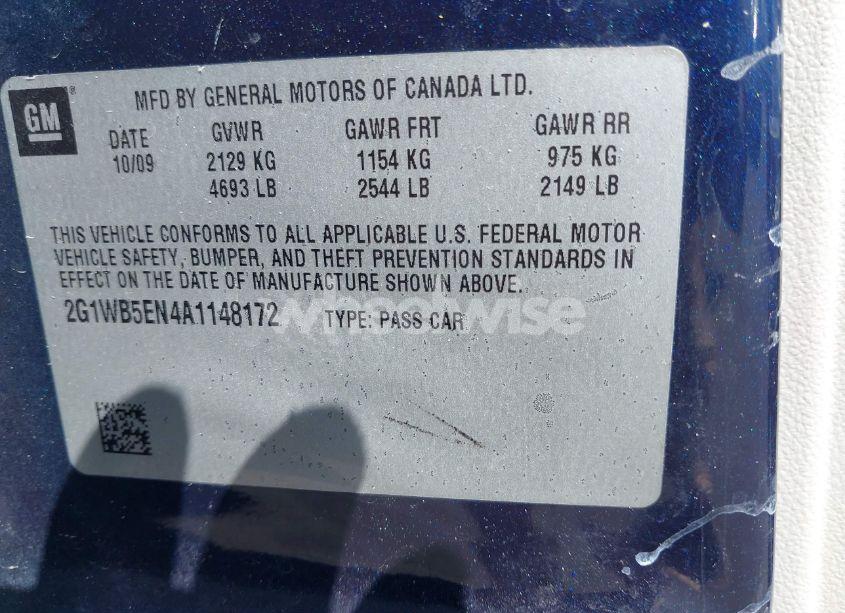 GM
MFD BY GENERAL MOTORS OF CANADA LTD.
DATE GVWR GAWR FRT GAWR RR
10/09 2129 KG 1154 KG 975 KG
4693 LB 2544 LB 2149 LB
THIS VEHICLE CONFORMS TO ALL APPLICABLE U.S. FEDERAL MOTOR
VEHICLE SAFETY, BUMPER, AND THEFT PREVENTION STANDARDS IN
EFFECT ON THE DATE OF MANUFACTURE SHOWN ABOVE.
2G1WB5EN4A1148172 TYPE: PASS CAR
wheelwise